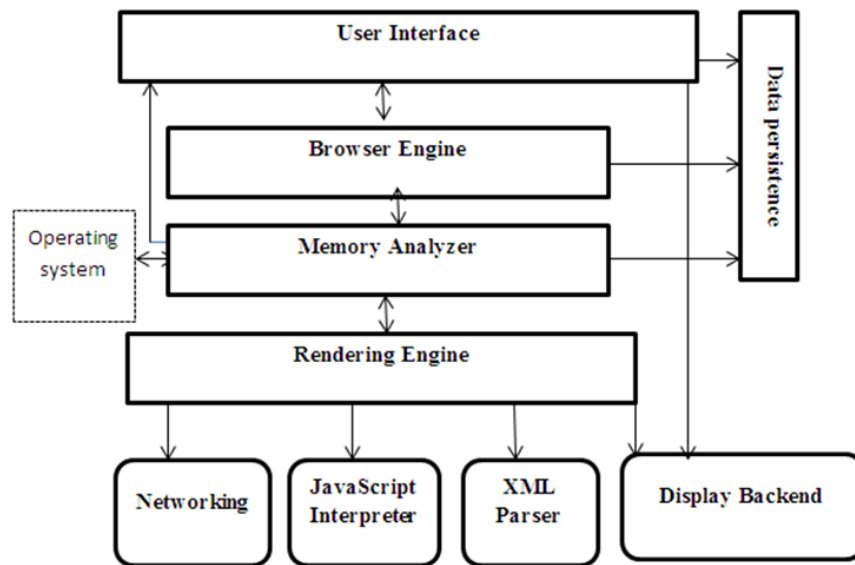 User Interface
Data persistence
Browser Engine
Operating
system
Memory Analyzer
Rendering Engine
Networking
JavaScript
Interpreter
XML
Parser
Display Backend